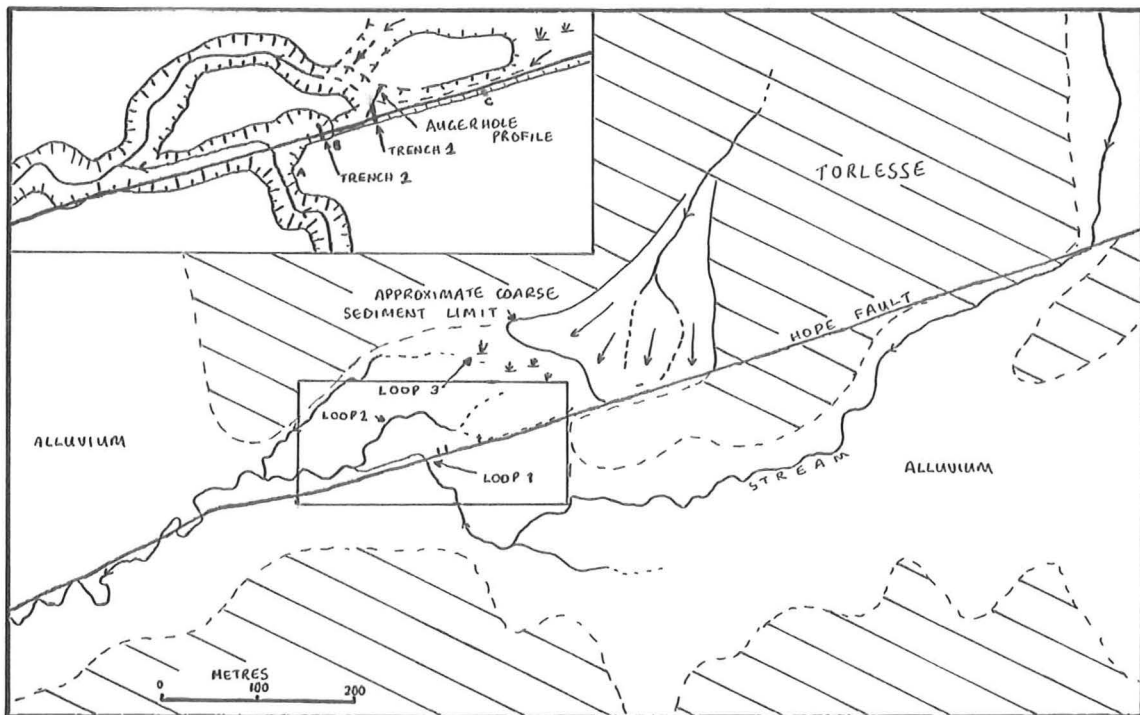 C
AUGERHOLE
PROFILE
B
TRENCH 1
A
TRENCH 2
TORLESSE
APPROXIMATE COARSE
SEDIMENT LIMIT
HOPE FAULT
LOOP 3
LOOP 2
ALLUVIUM
LOOP 1
STREAM
ALLUVIUM
METRES
0 100 200